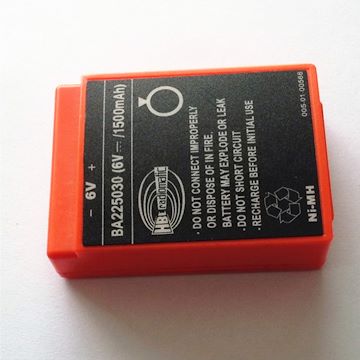 - 6V +
BA225030 (6V⎓/1500mAh)
HBC
radiomatic
· DO NOT CONNECT IMPROPERLY
OR DISPOSE OF IN FIRE.
BATTERY MAY EXPLODE OR LEAK
· DO NOT SHORT CIRCUIT
· RECHARGE BEFORE INITIAL USE
Ni-MH
005-01-00568